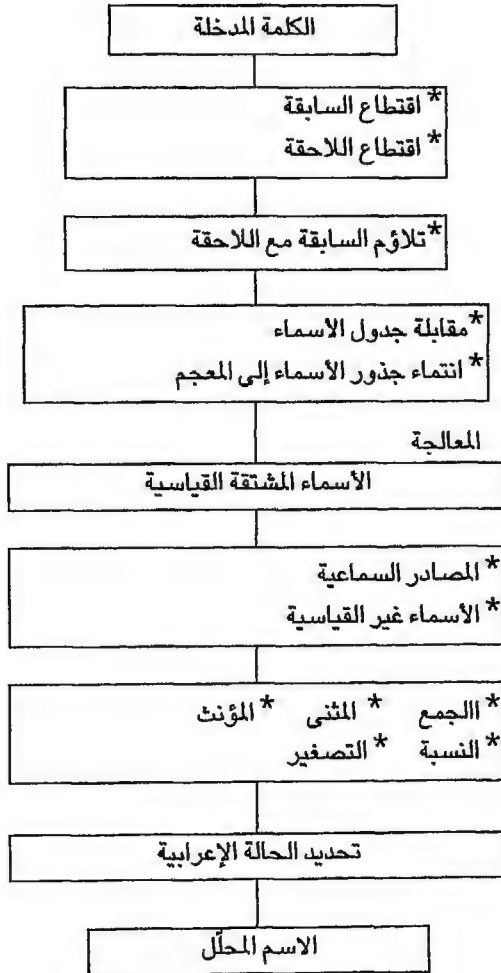 الكلمة المدخلة
* اقتطاع السابقة
* اقتطاع اللاحقة
*تلاؤم السابقة مع اللاحقة
*مقابلة جدول الأسماء
* انتماء جذور الأسماء إلى المعجم
المعالجة
الأسماء المشتقة القياسية
* المصادر السماعية
* الأسماء غير القياسية
* االجمع * المثنى * المؤنث
* النسبة *التصغير
تحديد الحالة الإعرابية
الاسم المحلّل